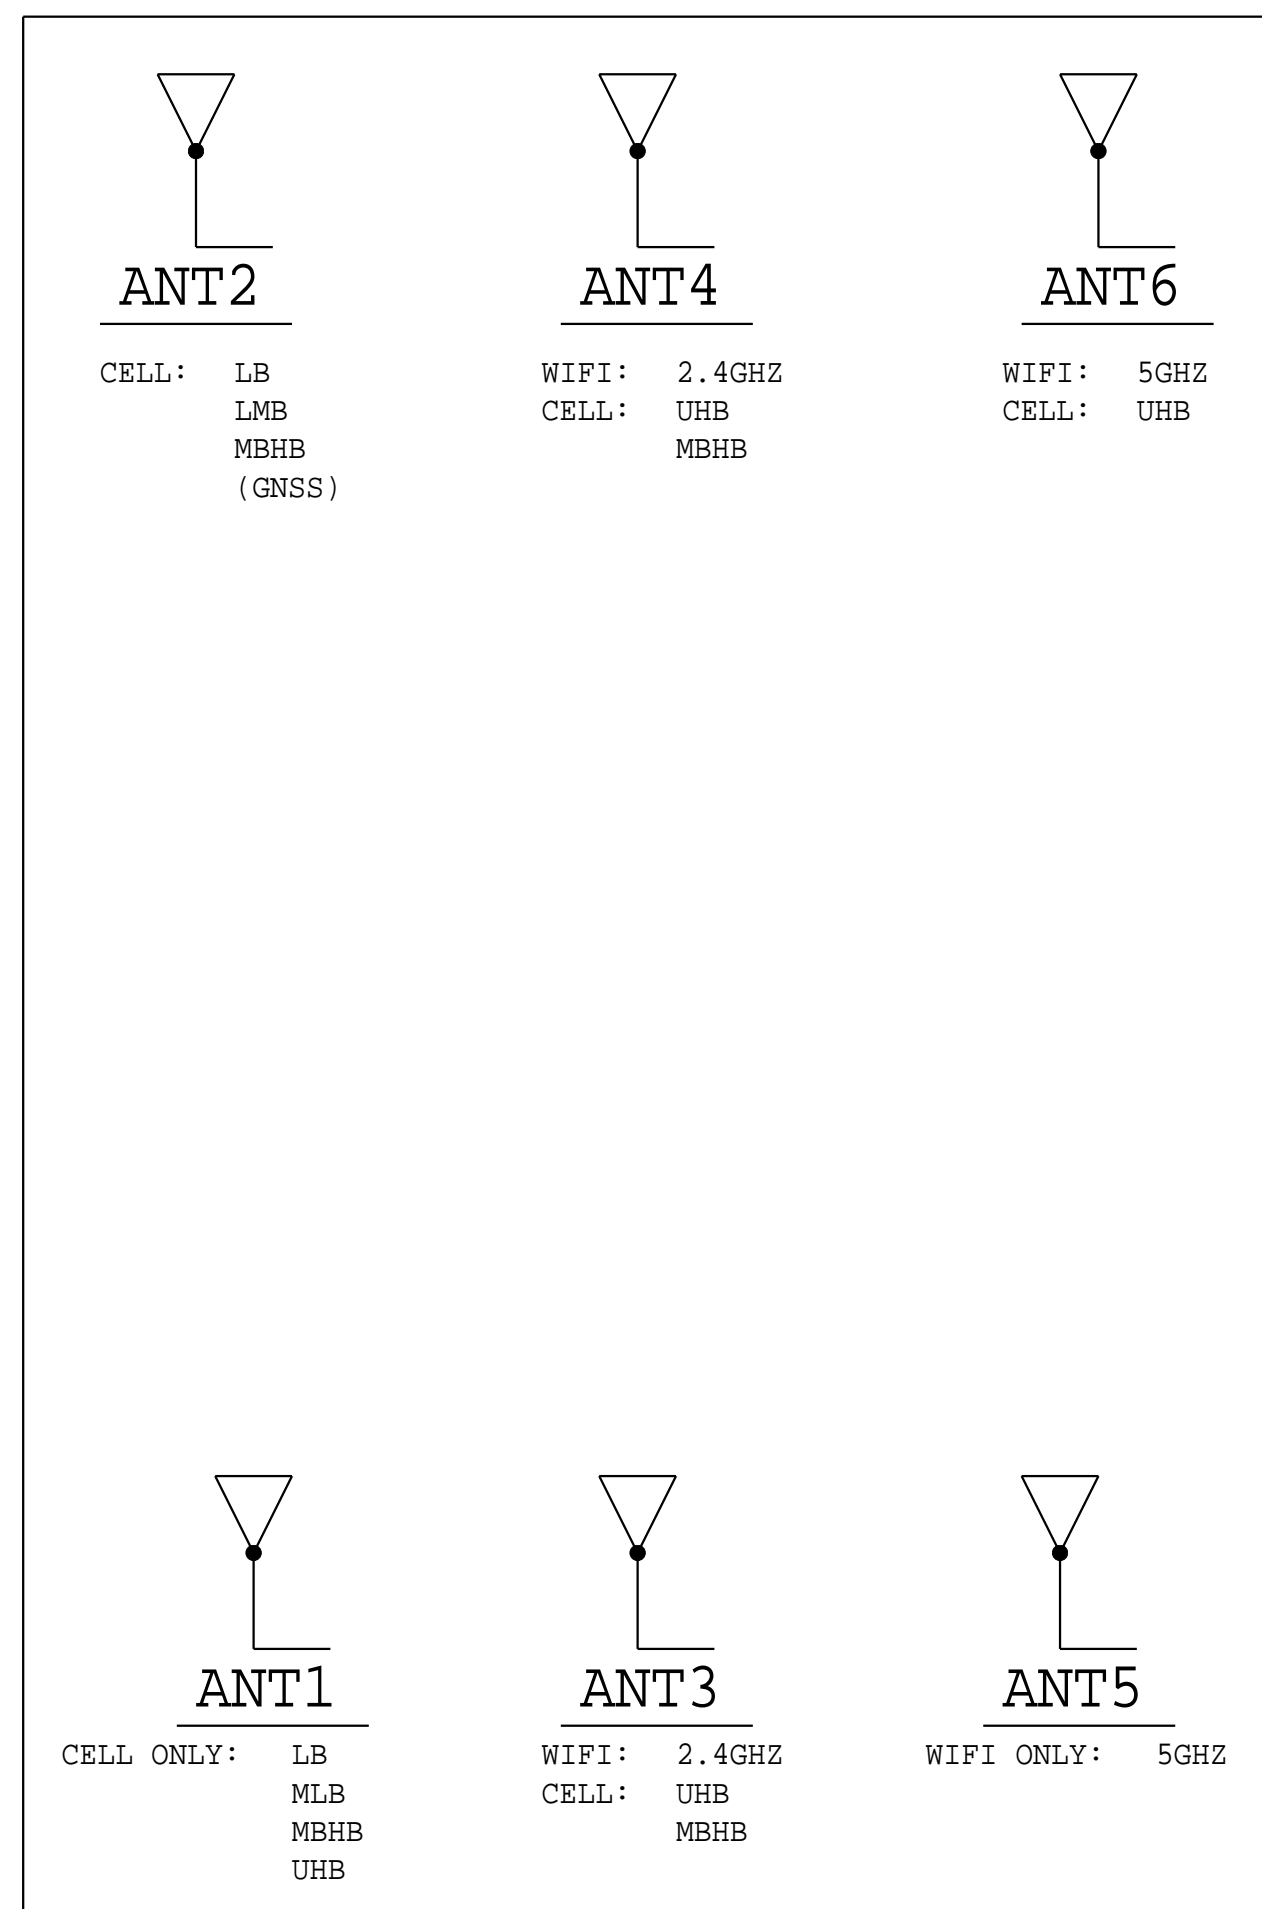 ANT2
CELL: LB
LMB
MBHB
(GNSS)
ANT4
WIFI: 2.4GHZ
CELL: UHB
MBHB
ANT6
WIFI: 5GHZ
CELL: UHB
ANT1
CELL ONLY: LB
MLB
MBHB
UHB
ANT3
WIFI: 2.4GHZ
CELL: UHB
MBHB
ANT5
WIFI ONLY: 5GHZ